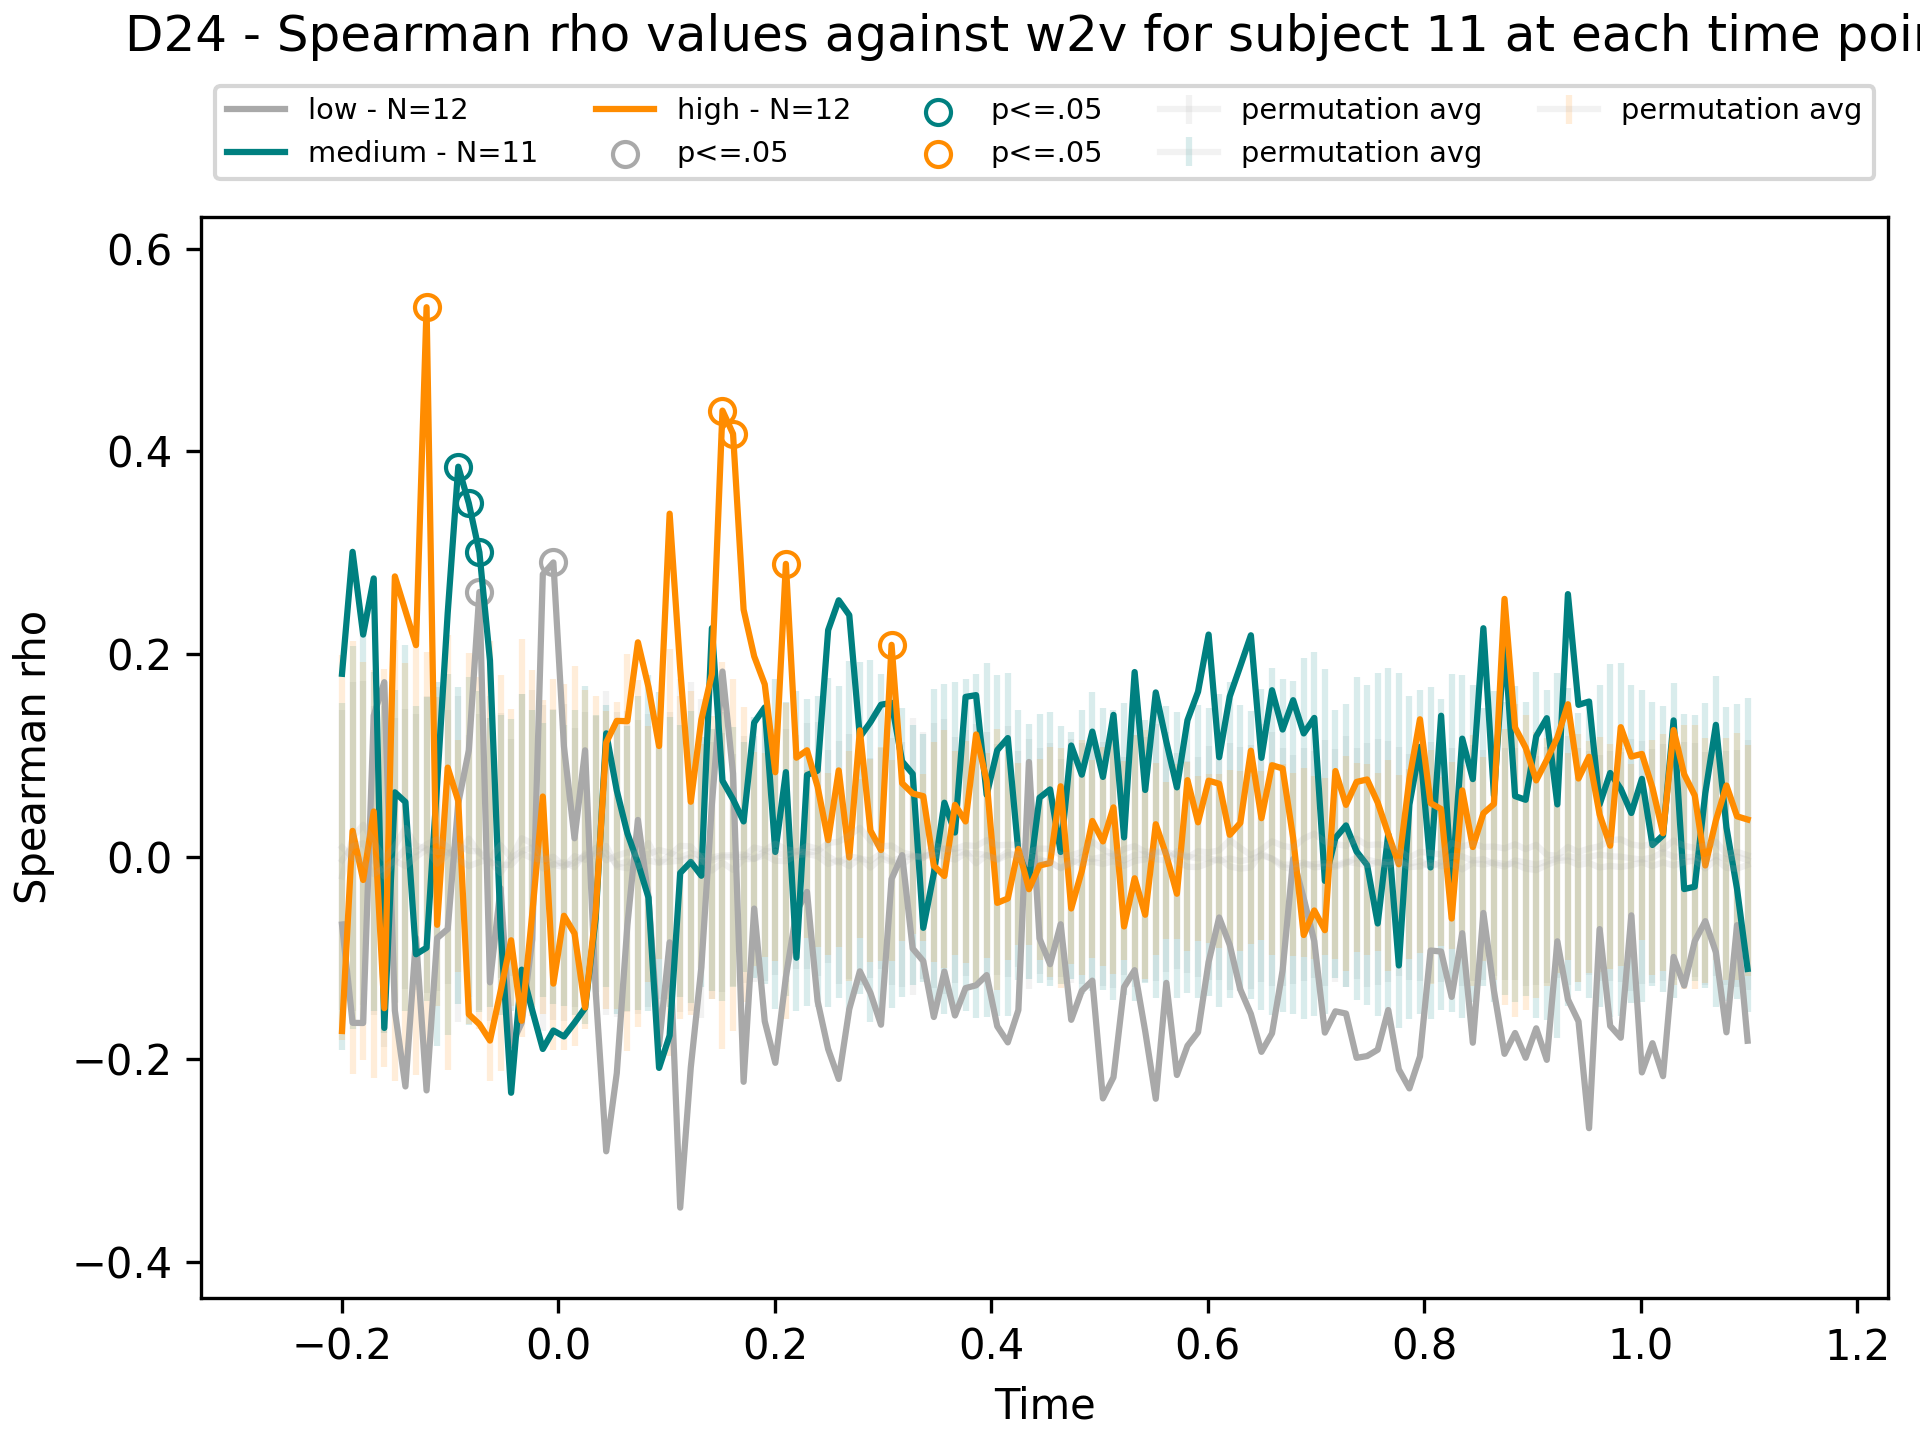 D24 - Spearman rho values against w2v for subject 11 at each time poi
low - N=12
medium - N=11
high - N=12
p<=.05
p<=.05
p<=.05
permutation avg
permutation avg
permutation avg
Spearman rho
0.6
0.4
0.2
0.0
−0.2
−0.4
−0.2
0.0
0.2
0.4
0.6
0.8
1.0
1.2
Time